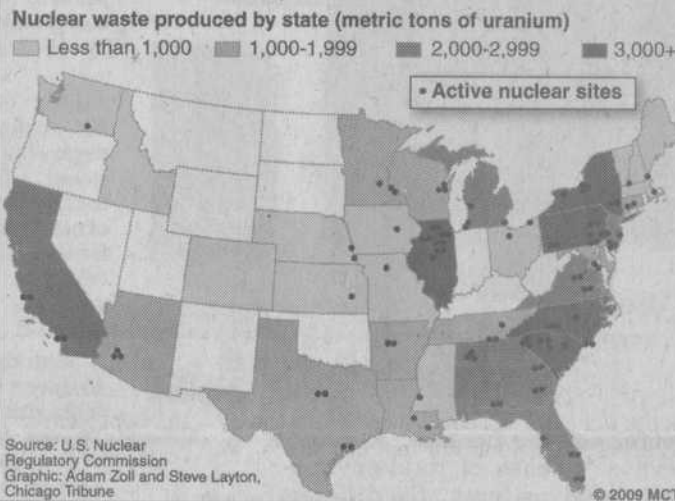 Nuclear waste produced by state (metric tons of uranium)
Less than 1,000 1,000-1,999 2,000-2,999 3,000+
• Active nuclear sites
Source: U.S. Nuclear
Regulatory Commission
Graphic: Adam Zoll and Steve Layton,
Chicago Tribune
© 2009 MCT